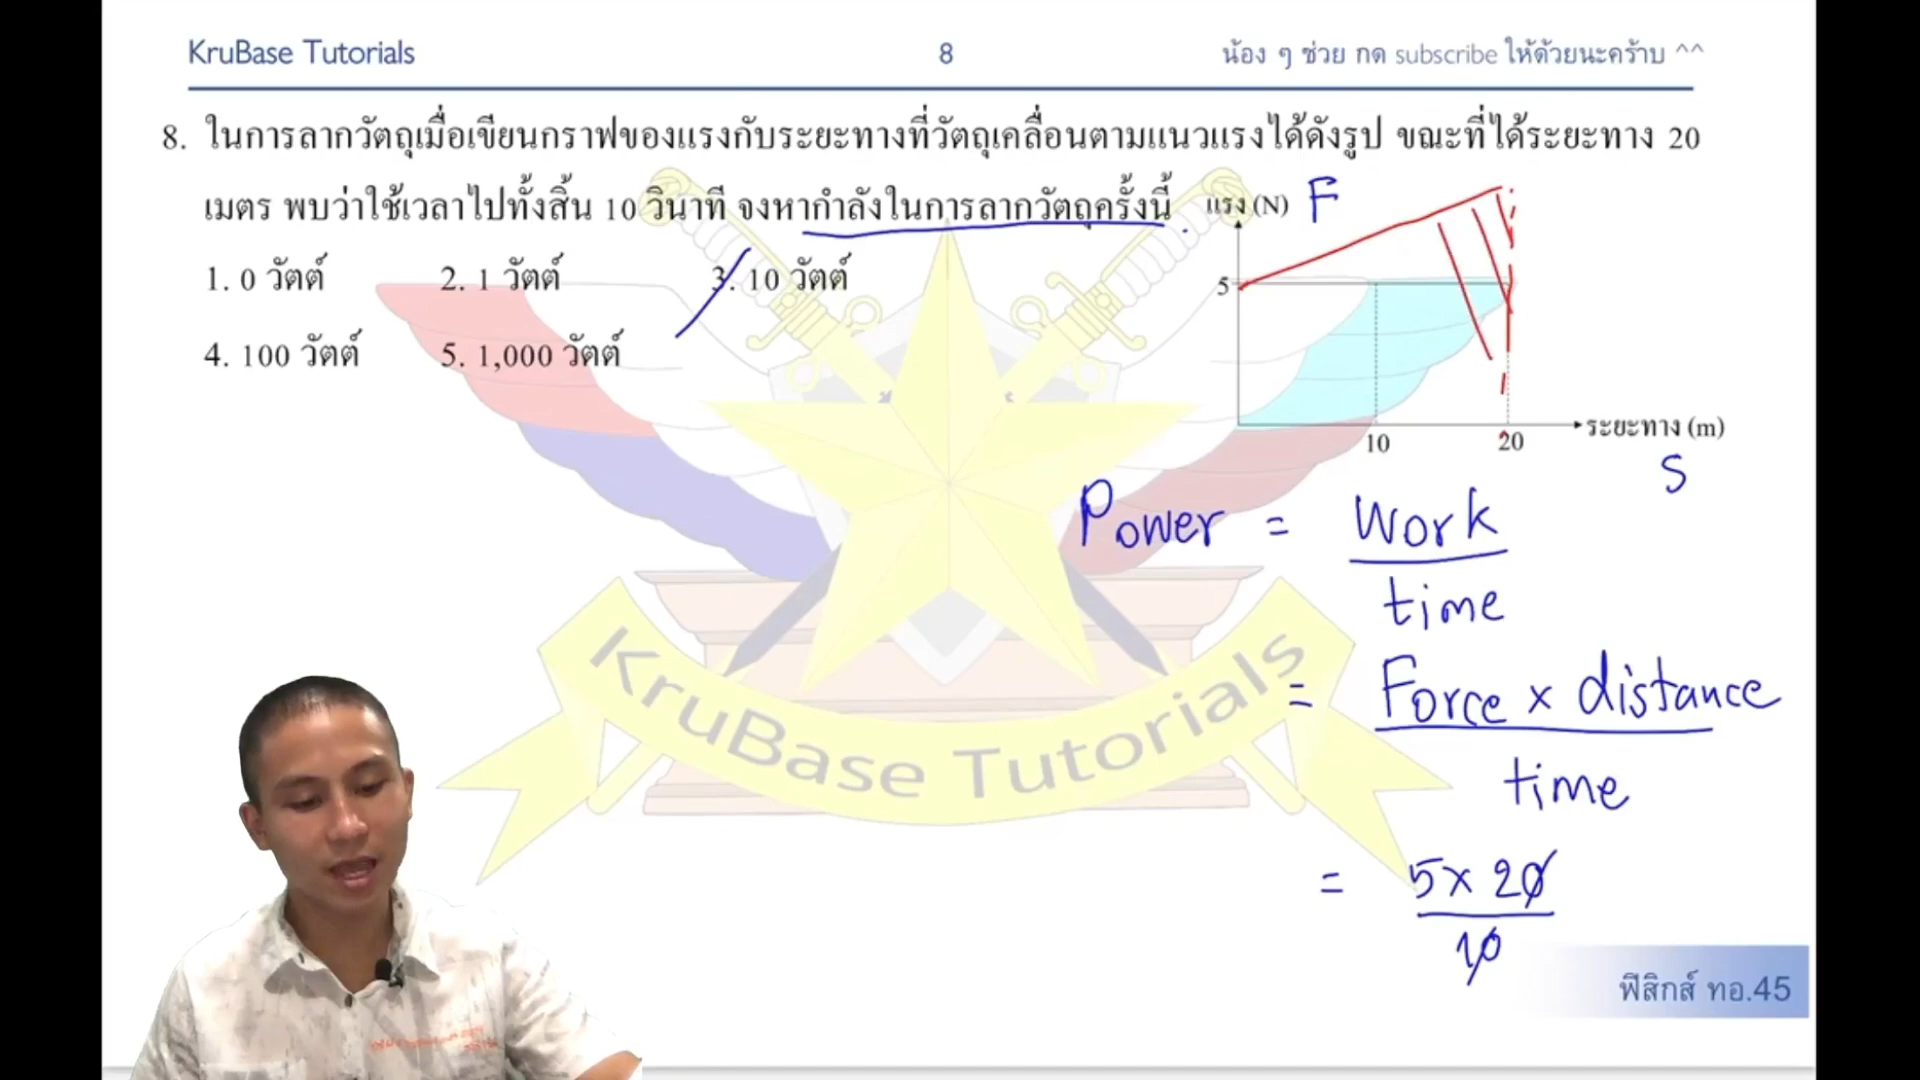 KruBase Tutorials 8 น้อง ๆ ช่วย กด subscribe ให้ด้วยนะคร้าบ ^^
8. ในการลากวัตถุเมื่อเขียนกราฟของแรงกับระยะทางที่วัตถุเคลื่อนตามแนวแรงได้ดังรูป ขณะที่ได้ระยะทาง 20
เมตร พบว่าใช้เวลาไปทั้งสิ้น 10 วินาที จงหากำลังในการลากวัตถุครั้งนี้
1. 0 วัตต์ 2. 1 วัตต์ 3. 10 วัตต์
4. 100 วัตต์ 5. 1,000 วัตต์
แรง (N) F
5
10 20 ระยะทาง (m)
S
Power = Work
time
= Force x distance
time
= 5 x 20
10
KruBase Tutorials
ฟิสิกส์ ทอ.45